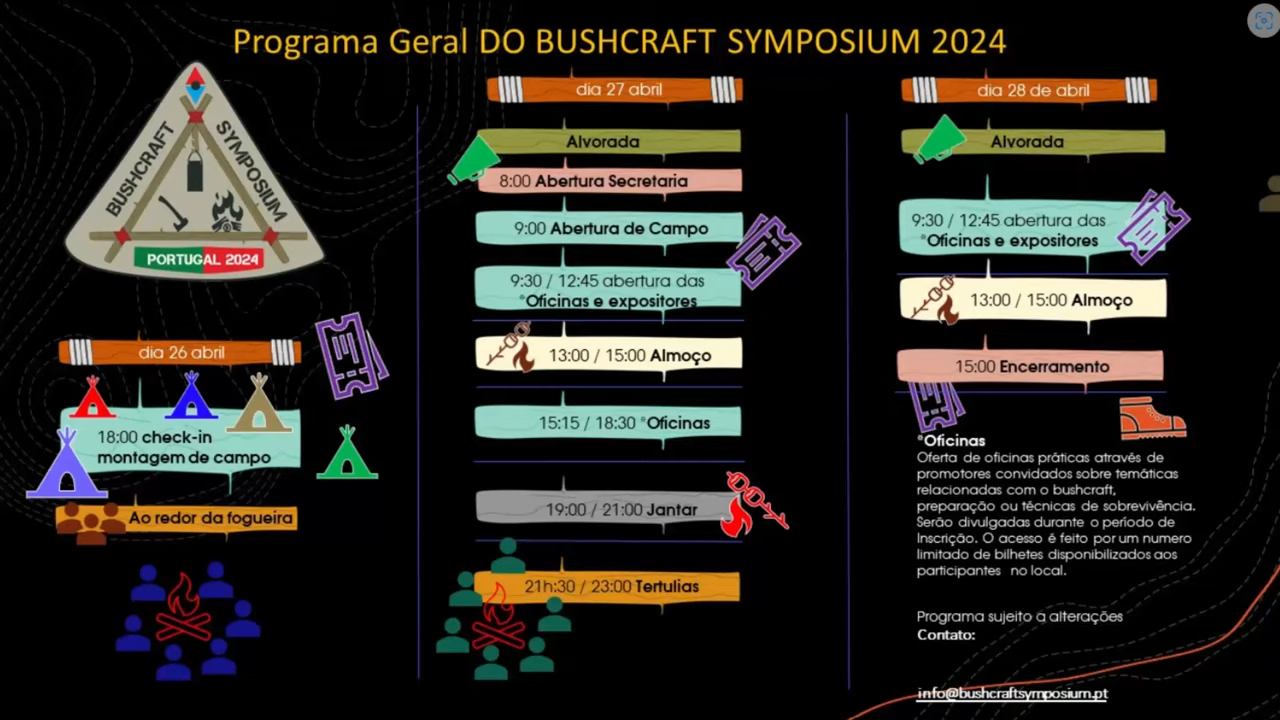 Programa Geral DO BUSHCRAFT SYMPOSIUM 2024
BUSHCRAFT
SYMPOSIUM
PORTUGAL 2024
dia 26 abril
18:00 check-in
montagem de campo
Ao redor da fogueira
dia 27 abril
Alvorada
8:00 Abertura Secretaria
9:00 Abertura de Campo
9:30 / 12:45 abertura das
*Oficinas e expositores
13:00 / 15:00 Almoço
15:15 / 18:30 *Oficinas
19:00 / 21:00 Jantar
21h:30 / 23:00 Tertulias
dia 28 de abril
Alvorada
9:30 / 12:45 abertura das
*Oficinas e expositores
13:00 / 15:00 Almoço
15:00 Encerramento
*Oficinas
Oferta de oficinas práticas através de
promotores convidados sobre temáticas
relacionadas com o bushcraft,
preparação ou técnicas de sobrevivência.
Serão divulgadas durante o período de
Inscrição. O acesso é feito por um numero
limitado de bilhetes disponibilizados aos
participantes no local.
Programa sujeito a alterações
Contato:
info@bushcraftsymposium.pt